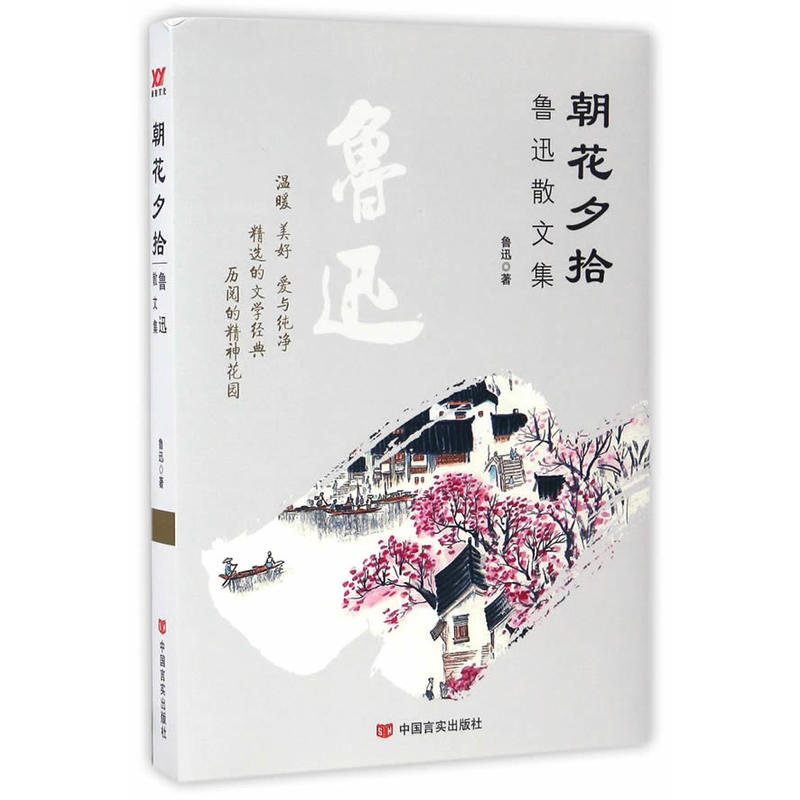 朝花夕拾
鲁迅散文集
鲁迅◎著
鲁迅
温暖 美好 爱与纯净
精选的文学经典
历阅的精神花园
中国言实出版社
朝花夕拾
鲁迅散文集
鲁迅◎著
中国言实出版社